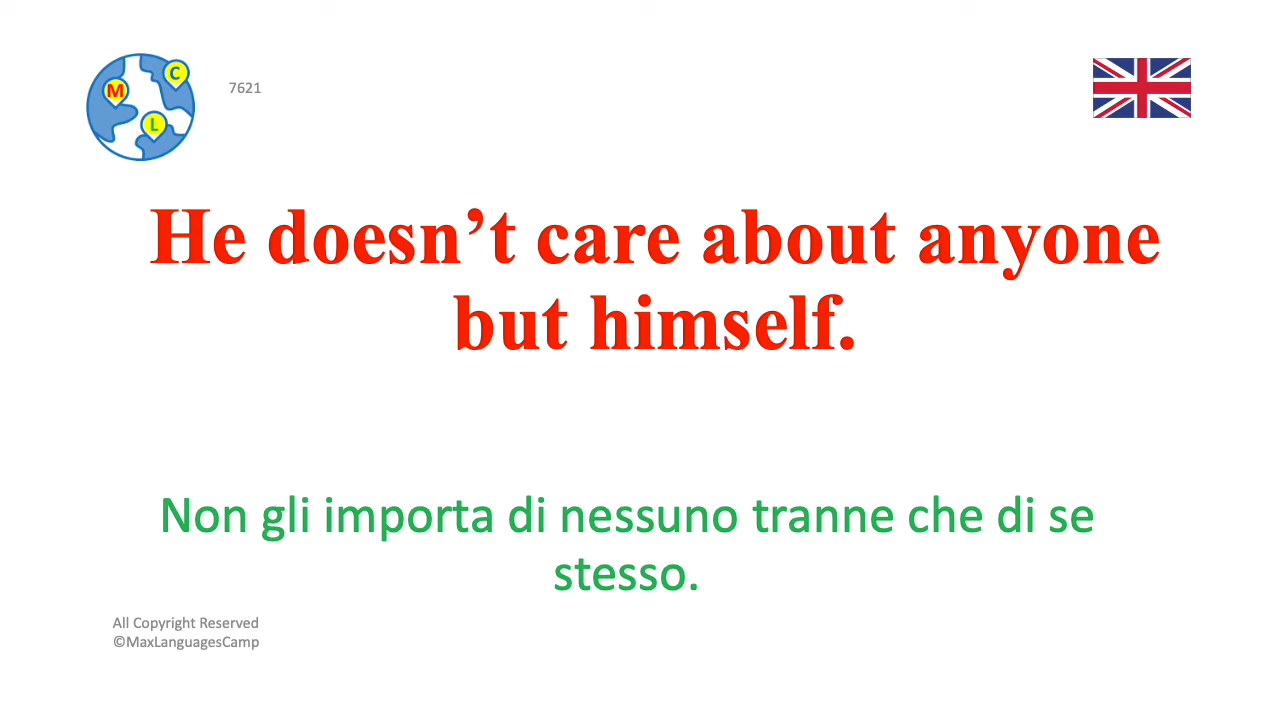 C
M
L
7621
He doesn’t care about anyone
but himself.
Non gli importa di nessuno tranne che di se
stesso.
All Copyright Reserved
©MaxLanguagesCamp